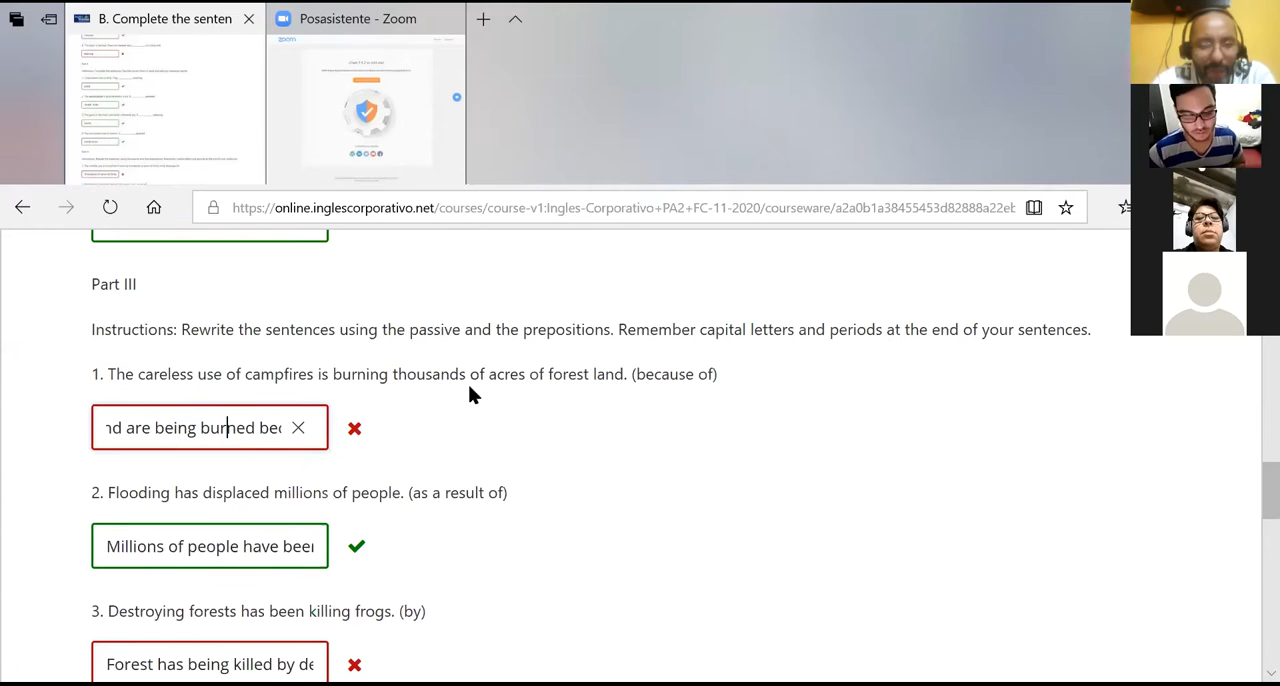 B. Complete the senten
Posasistente - Zoom
zoom
https://online.inglescorporativo.net/courses/course-v1:Ingles-Corporativo+PA2+FC-11-2020/courseware/a2a0b1a38455453d82888a22eb
Part III
Instructions: Rewrite the sentences using the passive and the prepositions. Remember capital letters and periods at the end of your sentences.
1. The careless use of campfires is burning thousands of acres of forest land. (because of)
nd are being burned bec
2. Flooding has displaced millions of people. (as a result of)
Millions of people have been
3. Destroying forests has been killing frogs. (by)
Forest has being killed by de